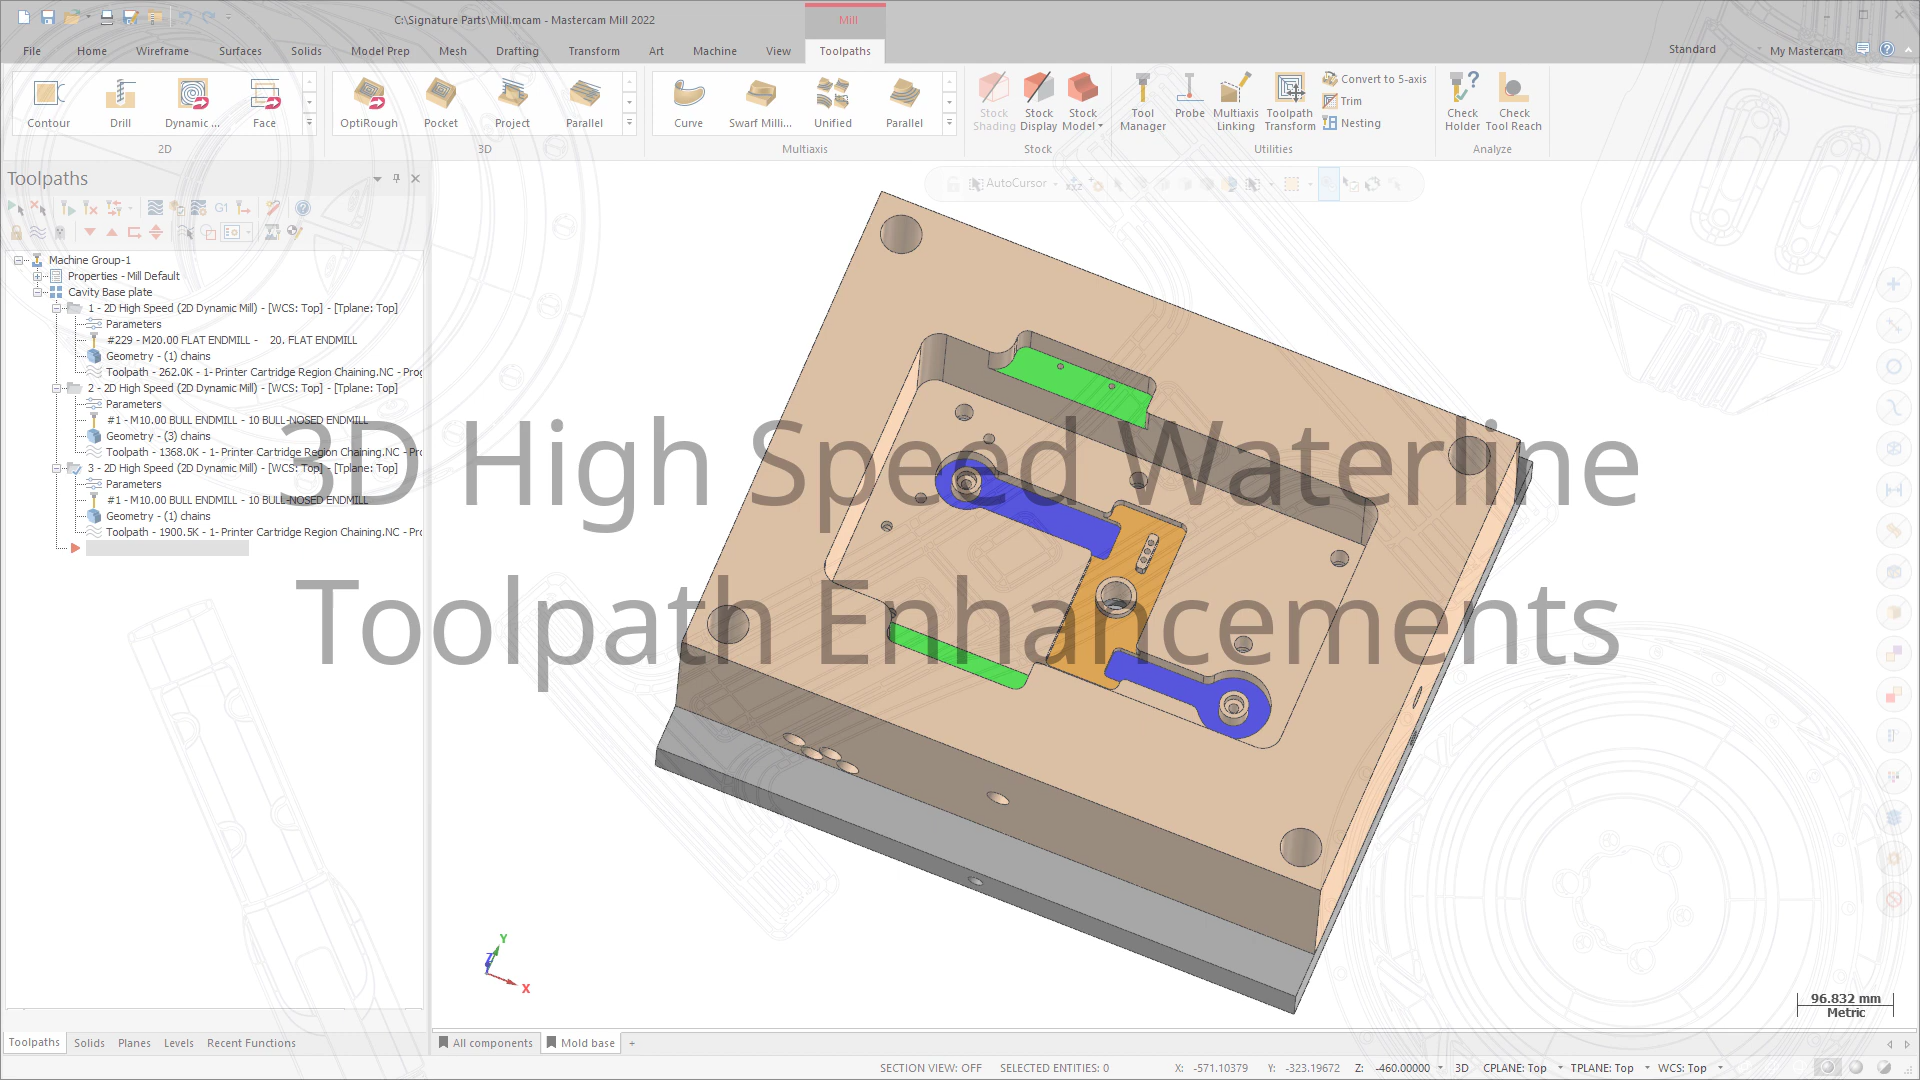 C:\Signature Parts\Mill.mcam - Mastercam Mill 2022
Mill
File Home Wireframe Surfaces Solids Model Prep Mesh Drafting Transform Art Machine View Toolpaths
Standard My Mastercam
Contour Drill Dynamic ... Face
2D
OptiRough Pocket Project Parallel
3D
Curve Swarf Milli... Unified Parallel
Multiaxis
Stock Shading
Stock Display
Stock Model
Stock
Tool Manager
Probe
Multiaxis Linking
Toolpath Transform
Convert to 5-axis
Trim
Nesting
Utilities
Check Holder
Check Tool Reach
Analyze
Toolpaths
AutoCursor
G1
Machine Group-1
Properties - Mill Default
Cavity Base plate
1 - 2D High Speed (2D Dynamic Mill) - [WCS: Top] - [Tplane: Top]
Parameters
#229 - M20.00 FLAT ENDMILL - 20. FLAT ENDMILL
Geometry - (1) chains
Toolpath - 262.0K - 1- Printer Cartridge Region Chaining.NC - Prog
2 - 2D High Speed (2D Dynamic Mill) - [WCS: Top] - [Tplane: Top]
Parameters
#1 - M10.00 BULL ENDMILL - 10 BULL-NOSED ENDMILL
Geometry - (3) chains
Toolpath - 1368.0K - 1- Printer Cartridge Region Chaining.NC - Pr
3 - 2D High Speed (2D Dynamic Mill) - [WCS: Top] - [Tplane: Top]
Parameters
#1 - M10.00 BULL ENDMILL - 10 BULL-NOSED ENDMILL
Geometry - (1) chains
Toolpath - 1900.5K - 1- Printer Cartridge Region Chaining.NC - Pr
3D High Speed Waterline
Toolpath Enhancements
Y
Z
X
96.832 mm
Metric
Toolpaths Solids Planes Levels Recent Functions
All components Mold base +
SECTION VIEW: OFF SELECTED ENTITIES: 0 X: -571.10379 Y: -323.19672 Z: -460.00000 3D CPLANE: Top TPLANE: Top WCS: Top